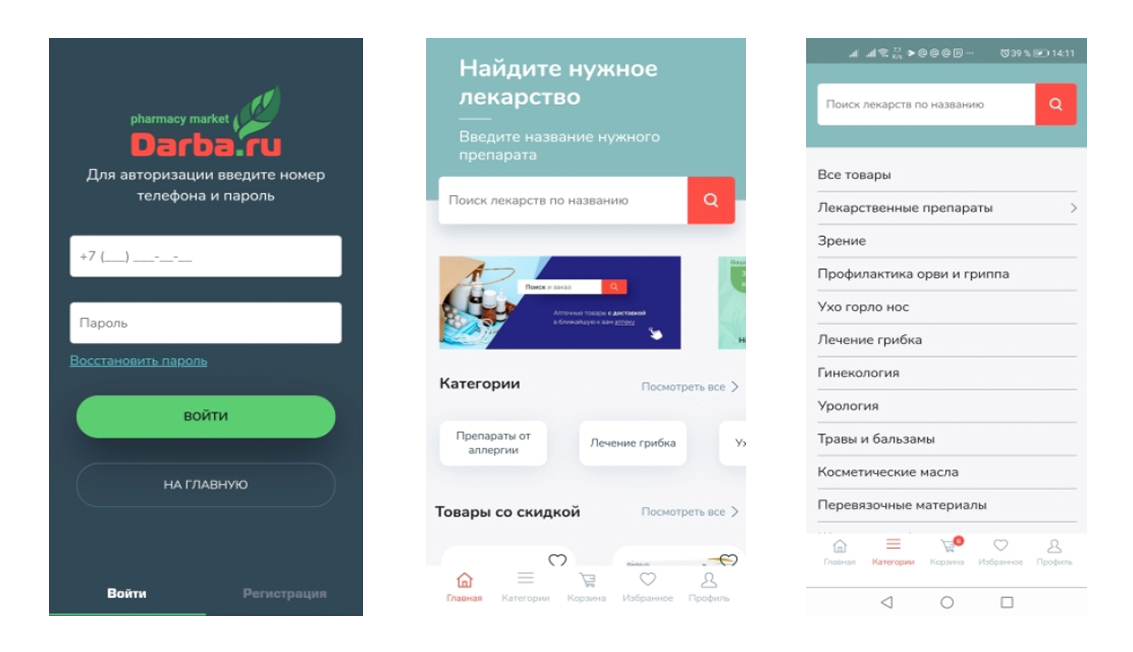 pharmacy market
Darba.ru
Для авторизации введите номер
телефона и пароль
+7 (___) ___-__-__
Пароль
Восстановить пароль
ВОЙТИ
НА ГЛАВНУЮ
Войти
Регистрация
Найдите нужное
лекарство
Введите название нужного
препарата
Поиск лекарств по названию
Поиск и заказ
Аптечные товары с доставкой
в ближайшую к вам аптеку
Категории
Посмотреть все
Препараты от
аллергии
Лечение грибка
Ух
Товары со скидкой
Посмотреть все
Главная
Категории
Корзина
Избранное
Профиль
39 % 14:11
Поиск лекарств по названию
Все товары
Лекарственные препараты
Зрение
Профилактика орви и гриппа
Ухо горло нос
Лечение грибка
Гинекология
Урология
Травы и бальзамы
Косметические масла
Перевязочные материалы
6
Главная
Категории
Корзина
Избранное
Профиль